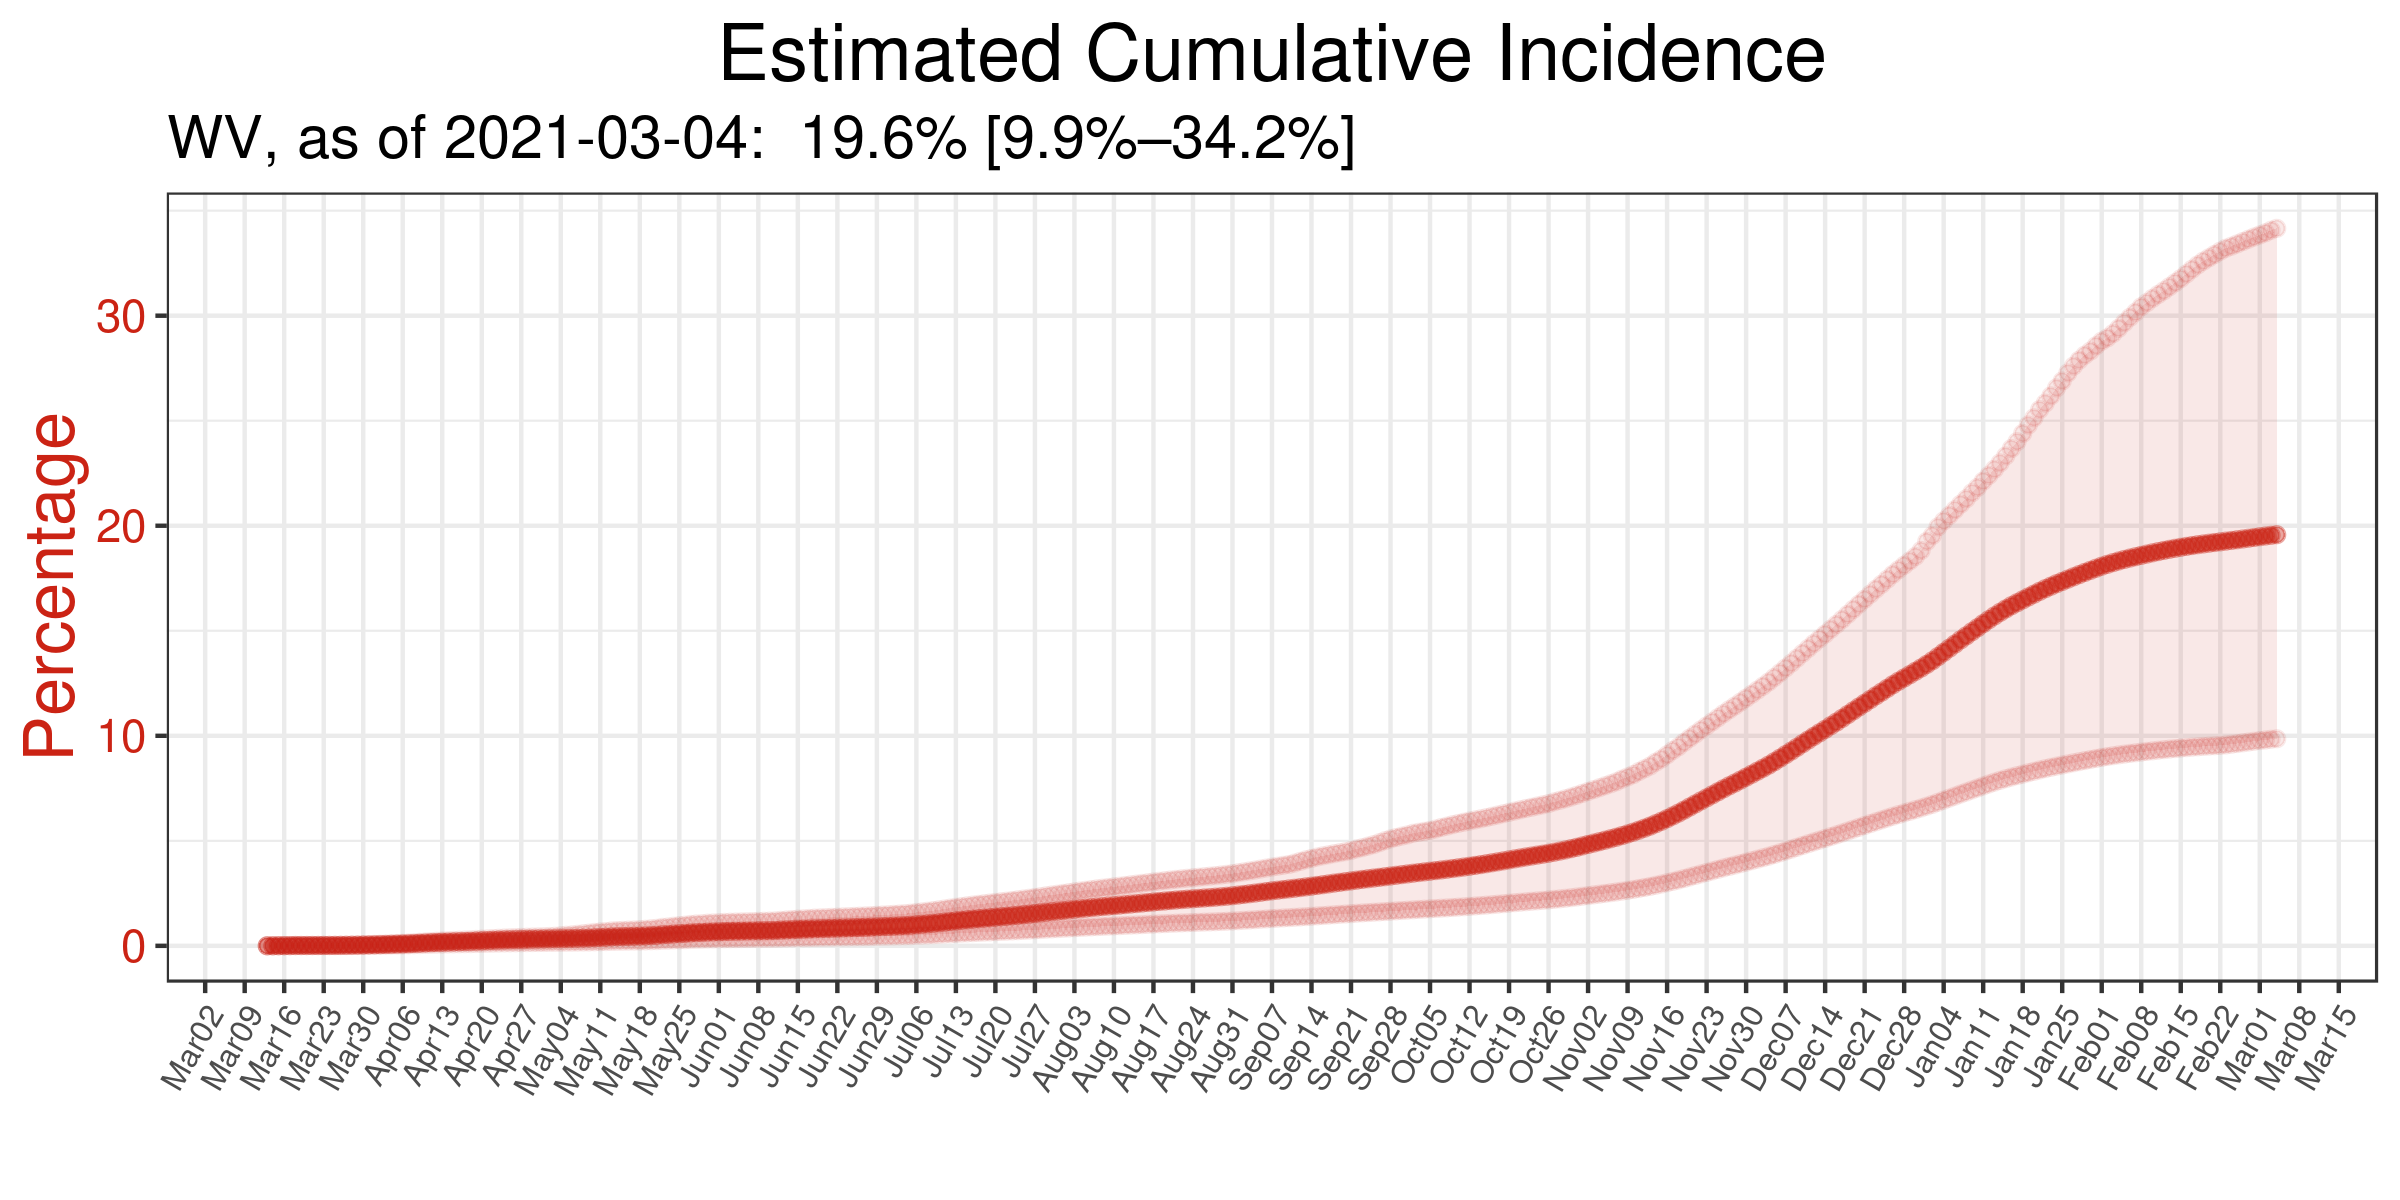 Estimated Cumulative Incidence
WV, as of 2021-03-04:  19.6% [9.9%–34.2%]
Percentage
30
20
10
0
Mar02
Mar09
Mar16
Mar23
Mar30
Apr06
Apr13
Apr20
Apr27
May04
May11
May18
May25
Jun01
Jun08
Jun15
Jun22
Jun29
Jul06
Jul13
Jul20
Jul27
Aug03
Aug10
Aug17
Aug24
Aug31
Sep07
Sep14
Sep21
Sep28
Oct05
Oct12
Oct19
Oct26
Nov02
Nov09
Nov16
Nov23
Nov30
Dec07
Dec14
Dec21
Dec28
Jan04
Jan11
Jan18
Jan25
Feb01
Feb08
Feb15
Feb22
Mar01
Mar08
Mar15